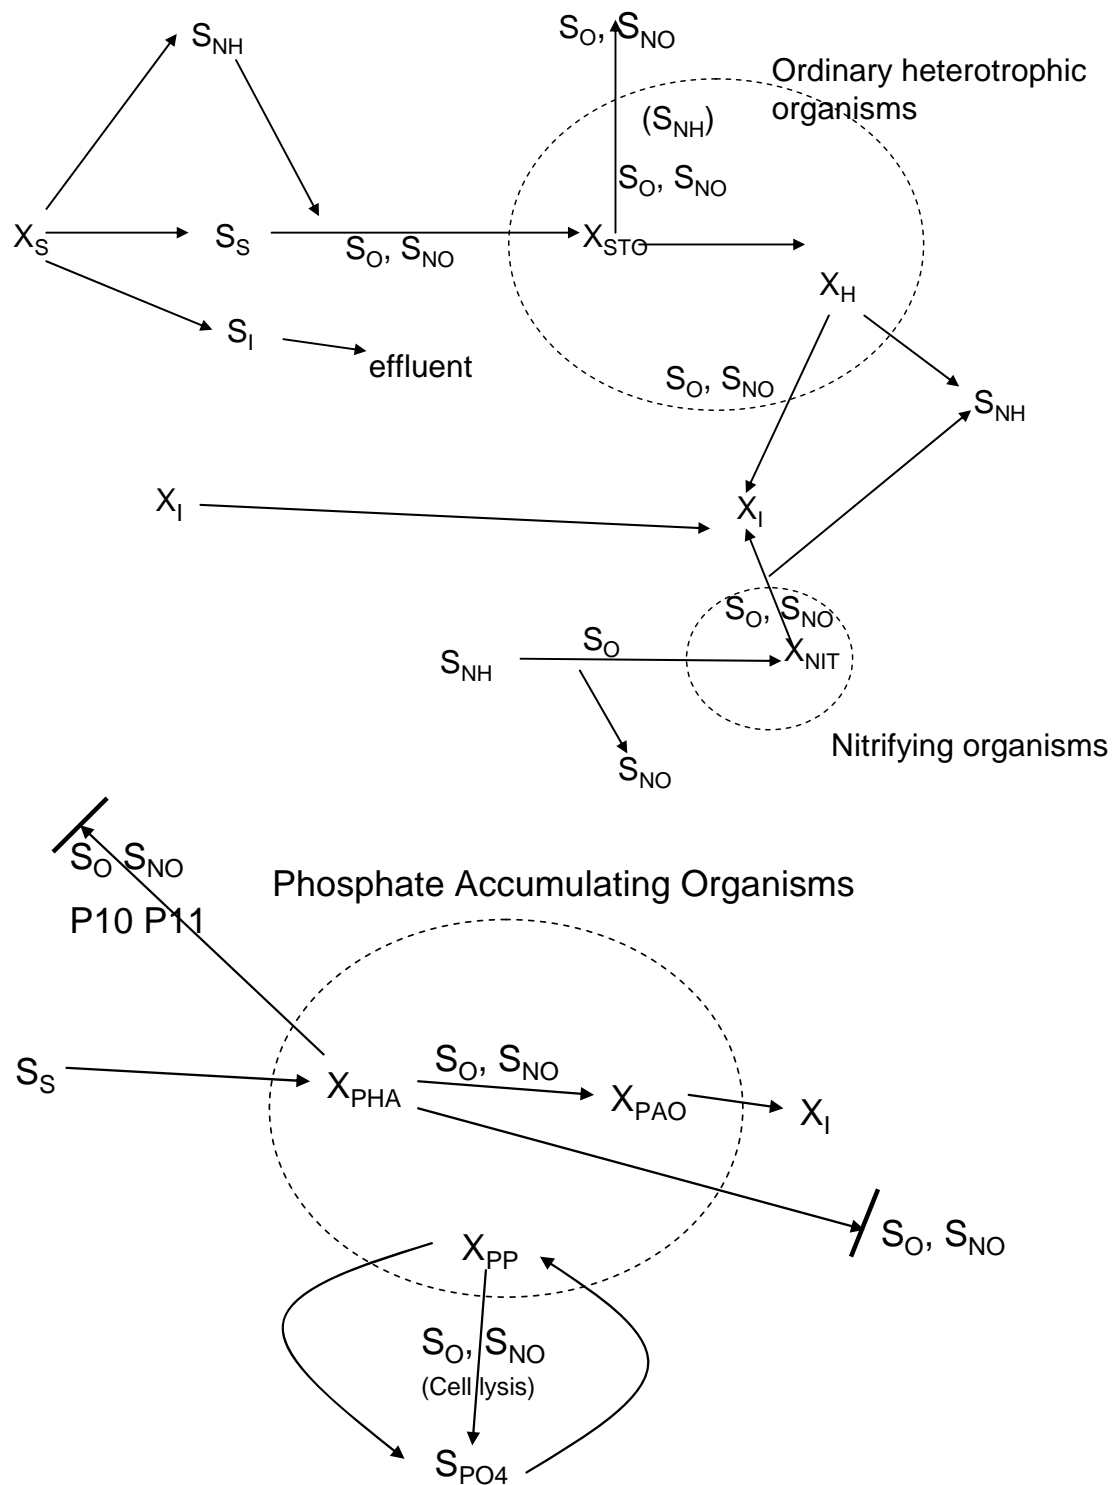 S_NH
S_O, S_NO
Ordinary heterotrophic
organisms
(S_NH)
S_O, S_NO
X_S
S_S
S_O, S_NO
X_STO
X_H
S_I
effluent
S_O, S_NO
S_NH
X_I
X_I
S_O, S_NO
S_O
S_NH
X_NIT
S_NO
Nitrifying organisms
S_O S_NO
P10 P11
Phosphate Accumulating Organisms
S_S
X_PHA
S_O, S_NO
X_PAO
X_I
S_O, S_NO
X_PP
S_O, S_NO
(Cell lysis)
S_PO4